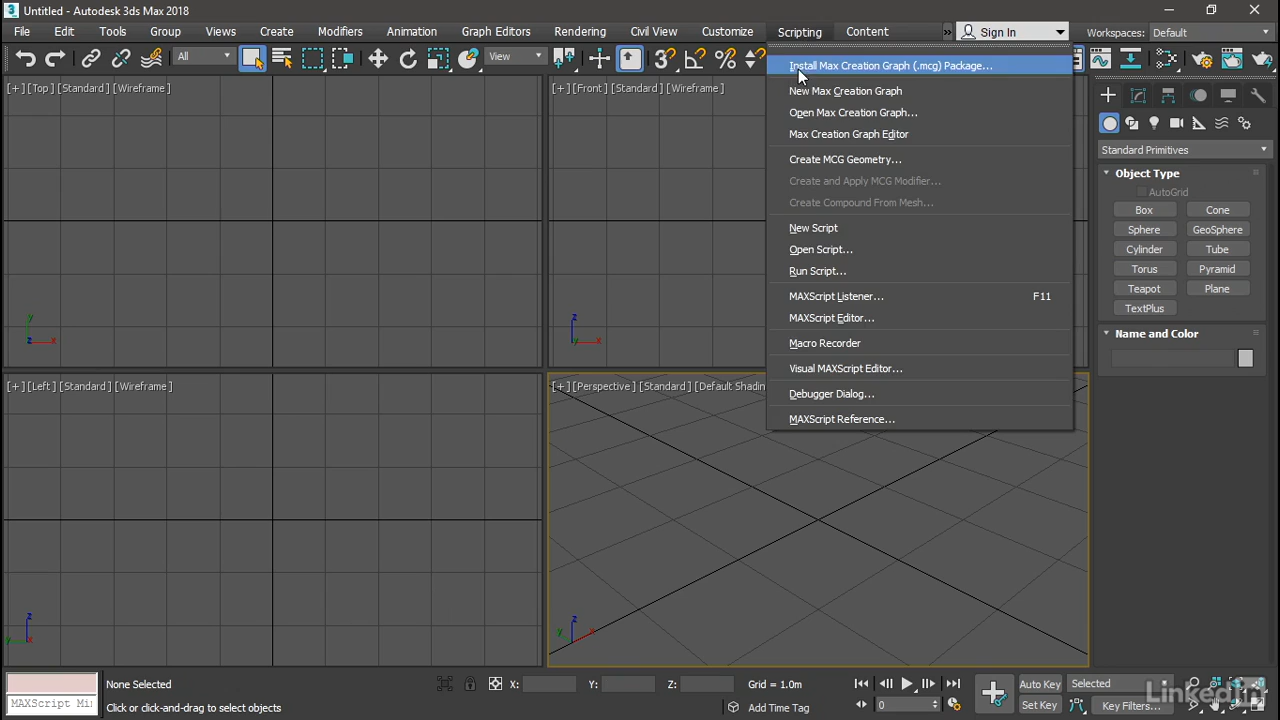 3 MAX Untitled - Autodesk 3ds Max 2018
File Edit Tools Group Views Create Modifiers Animation Graph Editors Rendering Civil View Customize Scripting Content » Sign In Workspaces: Default
All View
[+] [Top] [Standard] [Wireframe]
[+] [Front] [Standard] [Wireframe]
Install Max Creation Graph (.mcg) Package...
New Max Creation Graph
Open Max Creation Graph...
Max Creation Graph Editor
Create MCG Geometry...
Create and Apply MCG Modifier...
Create Compound From Mesh...
New Script
Open Script...
Run Script...
MAXScript Listener... F11
MAXScript Editor...
Macro Recorder
Visual MAXScript Editor...
Debugger Dialog...
MAXScript Reference...
Standard Primitives
Object Type
AutoGrid
Box Cone
Sphere GeoSphere
Cylinder Tube
Torus Pyramid
Teapot Plane
TextPlus
Name and Color
y z x
z y x
[+] [Left] [Standard] [Wireframe]
[+] [Perspective] [Standard] [Default Shadin
z y x
z y x
MAXScript Mi
None Selected
Click or click-and-drag to select objects
X: Y: Z: Grid = 1.0m
Add Time Tag
0
Auto Key Selected
Set Key Key Filters...
LinkedIn